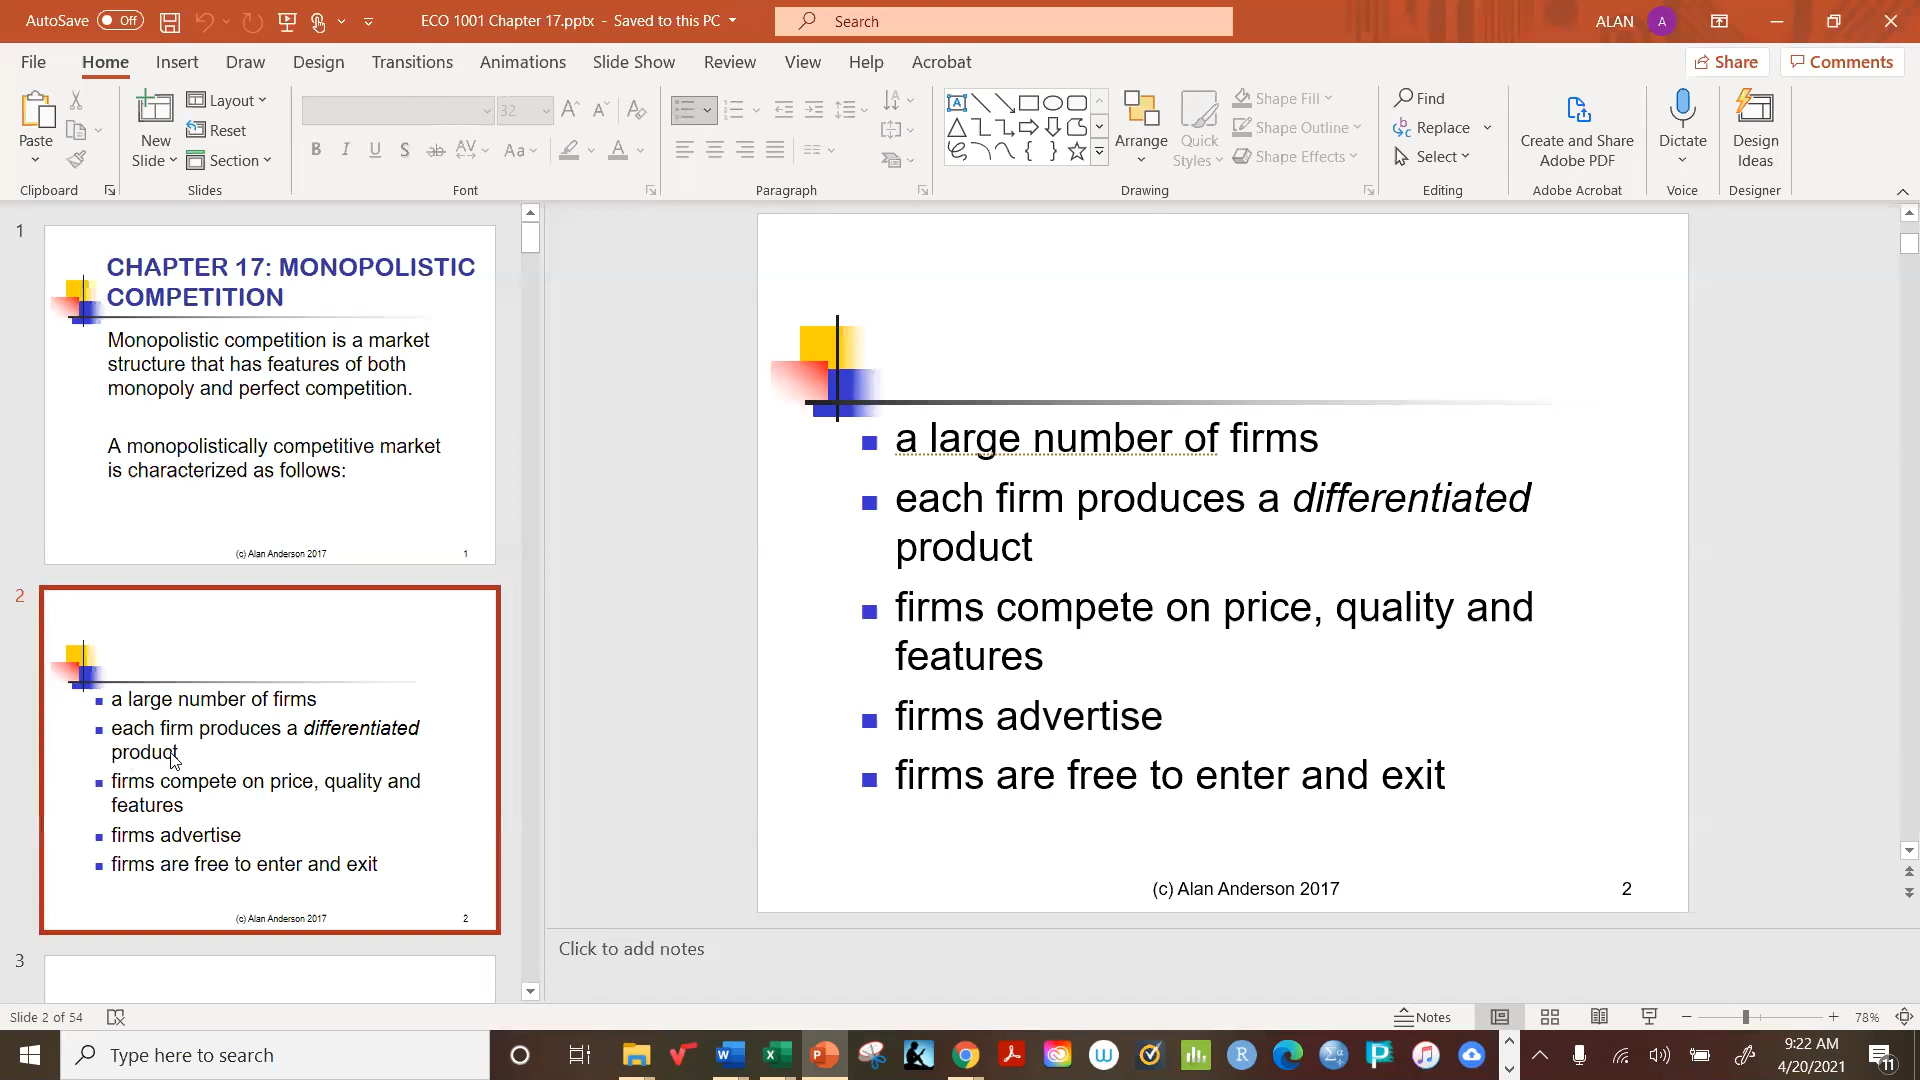 AutoSave Off ECO 1001 Chapter 17.pptx - Saved to this PC Search ALAN A
File Home Insert Draw Design Transitions Animations Slide Show Review View Help Acrobat Share Comments
Paste
New
Slide
Layout
Reset
Section
32
B I U S ab AV Aa A
Shape Fill
Shape Outline
Shape Effects
Arrange
Quick
Styles
Find
Replace
Select
Create and Share
Adobe PDF
Dictate
Design
Ideas
Clipboard Slides Font Paragraph Drawing Editing Adobe Acrobat Voice Designer
1
CHAPTER 17: MONOPOLISTIC
COMPETITION
Monopolistic competition is a market
structure that has features of both
monopoly and perfect competition.
A monopolistically competitive market
is characterized as follows:
(c) Alan Anderson 2017 1
2
a large number of firms
each firm produces a differentiated
product
firms compete on price, quality and
features
firms advertise
firms are free to enter and exit
(c) Alan Anderson 2017 2
3
a large number of firms
each firm produces a differentiated
product
firms compete on price, quality and
features
firms advertise
firms are free to enter and exit
(c) Alan Anderson 2017 2
Click to add notes
Slide 2 of 54 Notes 78%
Type here to search
9:22 AM
4/20/2021
11